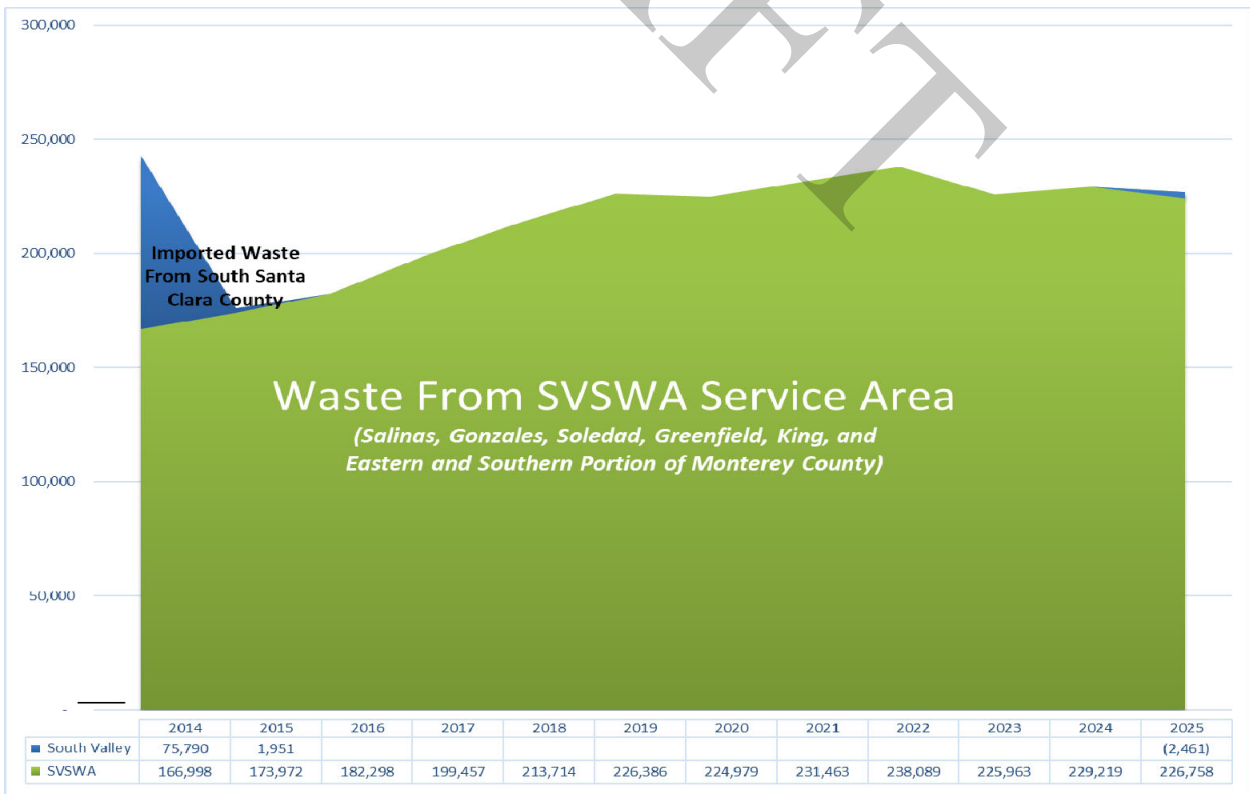 300,000
250,000
200,000
150,000
100,000
50,000
-
Imported Waste
From South Santa
Clara County
Waste From SVSWA Service Area
(Salinas, Gonzales, Soledad, Greenfield, King, and
Eastern and Southern Portion of Monterey County)
2014 2015 2016 2017 2018 2019 2020 2021 2022 2023 2024 2025
South Valley 75,790 1,951 (2,461)
SVSWA 166,998 173,972 182,298 199,457 213,714 226,386 224,979 231,463 238,089 225,963 229,219 226,758
FT